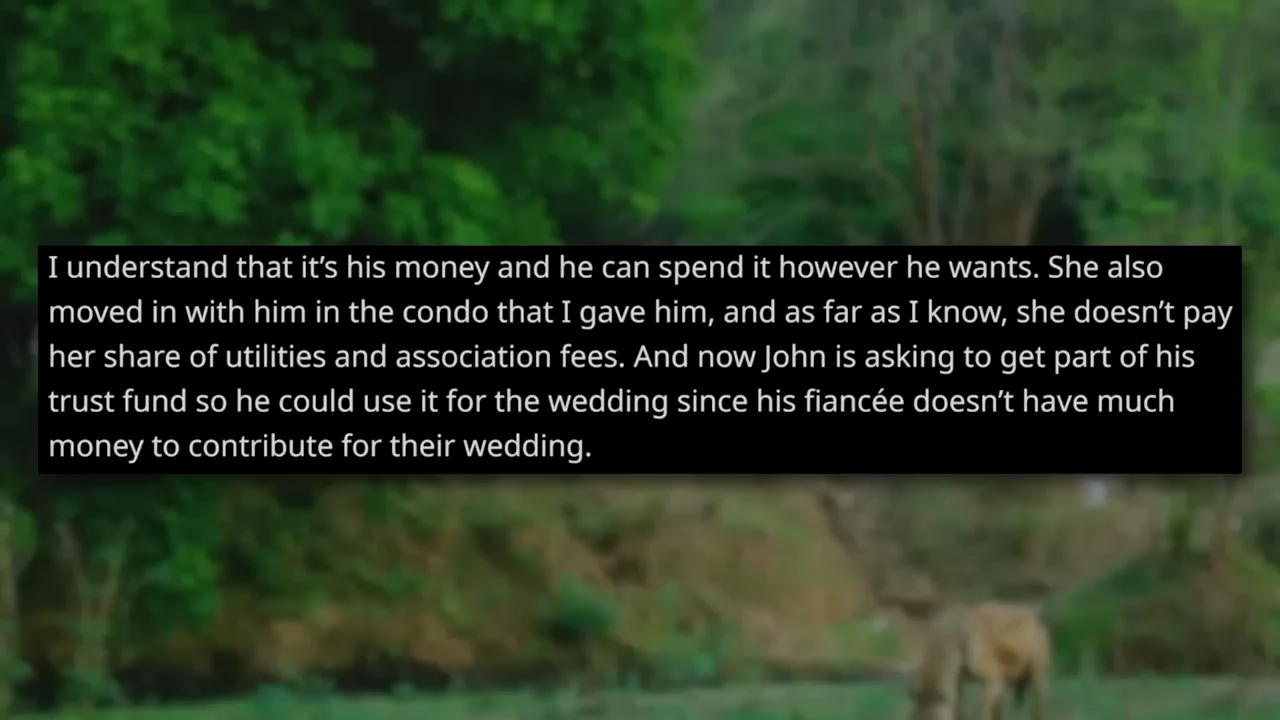 I understand that it’s his money and he can spend it however he wants. She also
moved in with him in the condo that I gave him, and as far as I know, she doesn’t pay
her share of utilities and association fees. And now John is asking to get part of his
trust fund so he could use it for the wedding since his fiancée doesn’t have much
money to contribute for their wedding.